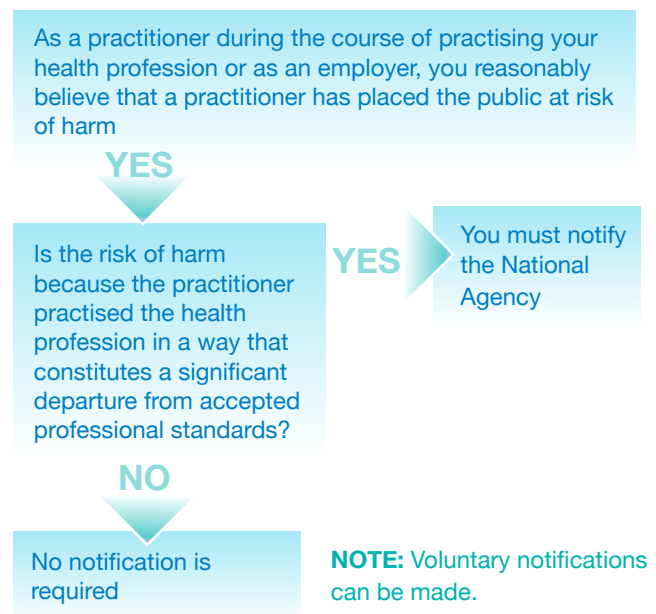 As a practitioner during the course of practising your
health profession or as an employer, you reasonably
believe that a practitioner has placed the public at risk
of harm
YES
Is the risk of harm
because the practitioner
practised the health
profession in a way that
constitutes a significant
departure from accepted
professional standards?
YES
You must notify
the National
Agency
NO
No notification is
required
NOTE: Voluntary notifications
can be made.